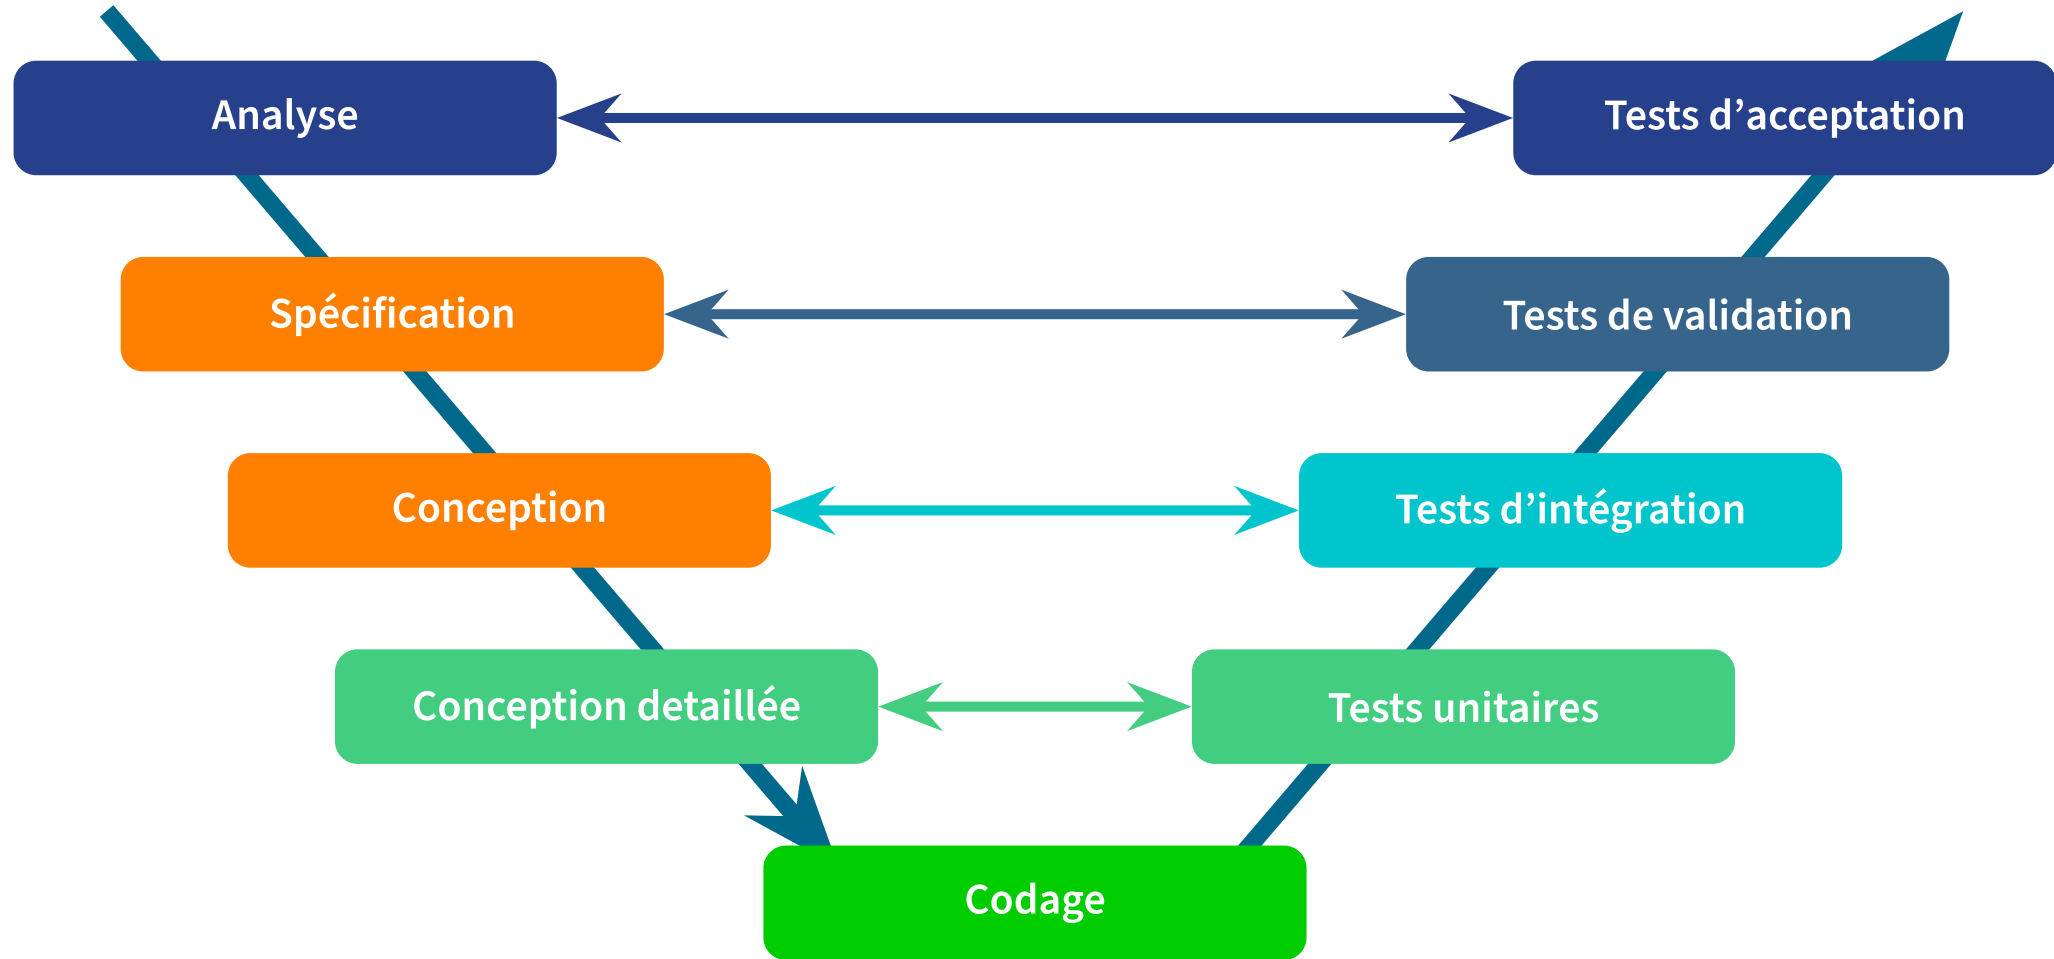 Analyse
Tests d’acceptation
Spécification
Tests de validation
Conception
Tests d’intégration
Conception detaillée
Tests unitaires
Codage